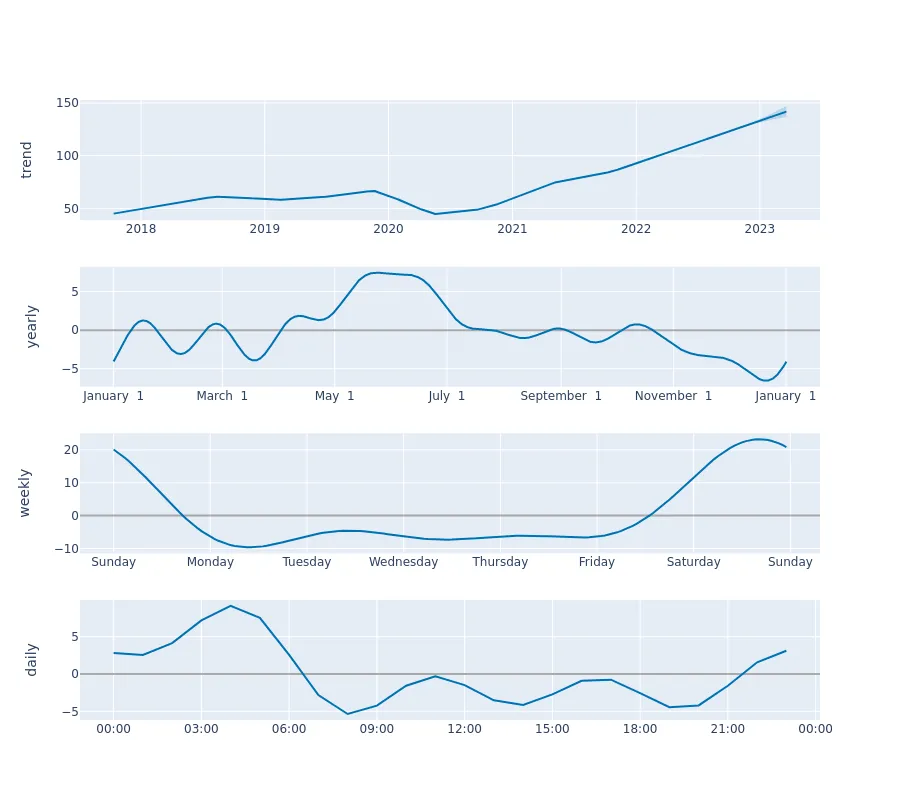 trend
150
100
50
2018 2019 2020 2021 2022 2023
yearly
5
0
−5
January 1 March 1 May 1 July 1 September 1 November 1 January 1
weekly
20
10
0
−10
Sunday Monday Tuesday Wednesday Thursday Friday Saturday Sunday
daily
5
0
−5
00:00 03:00 06:00 09:00 12:00 15:00 18:00 21:00 00:00